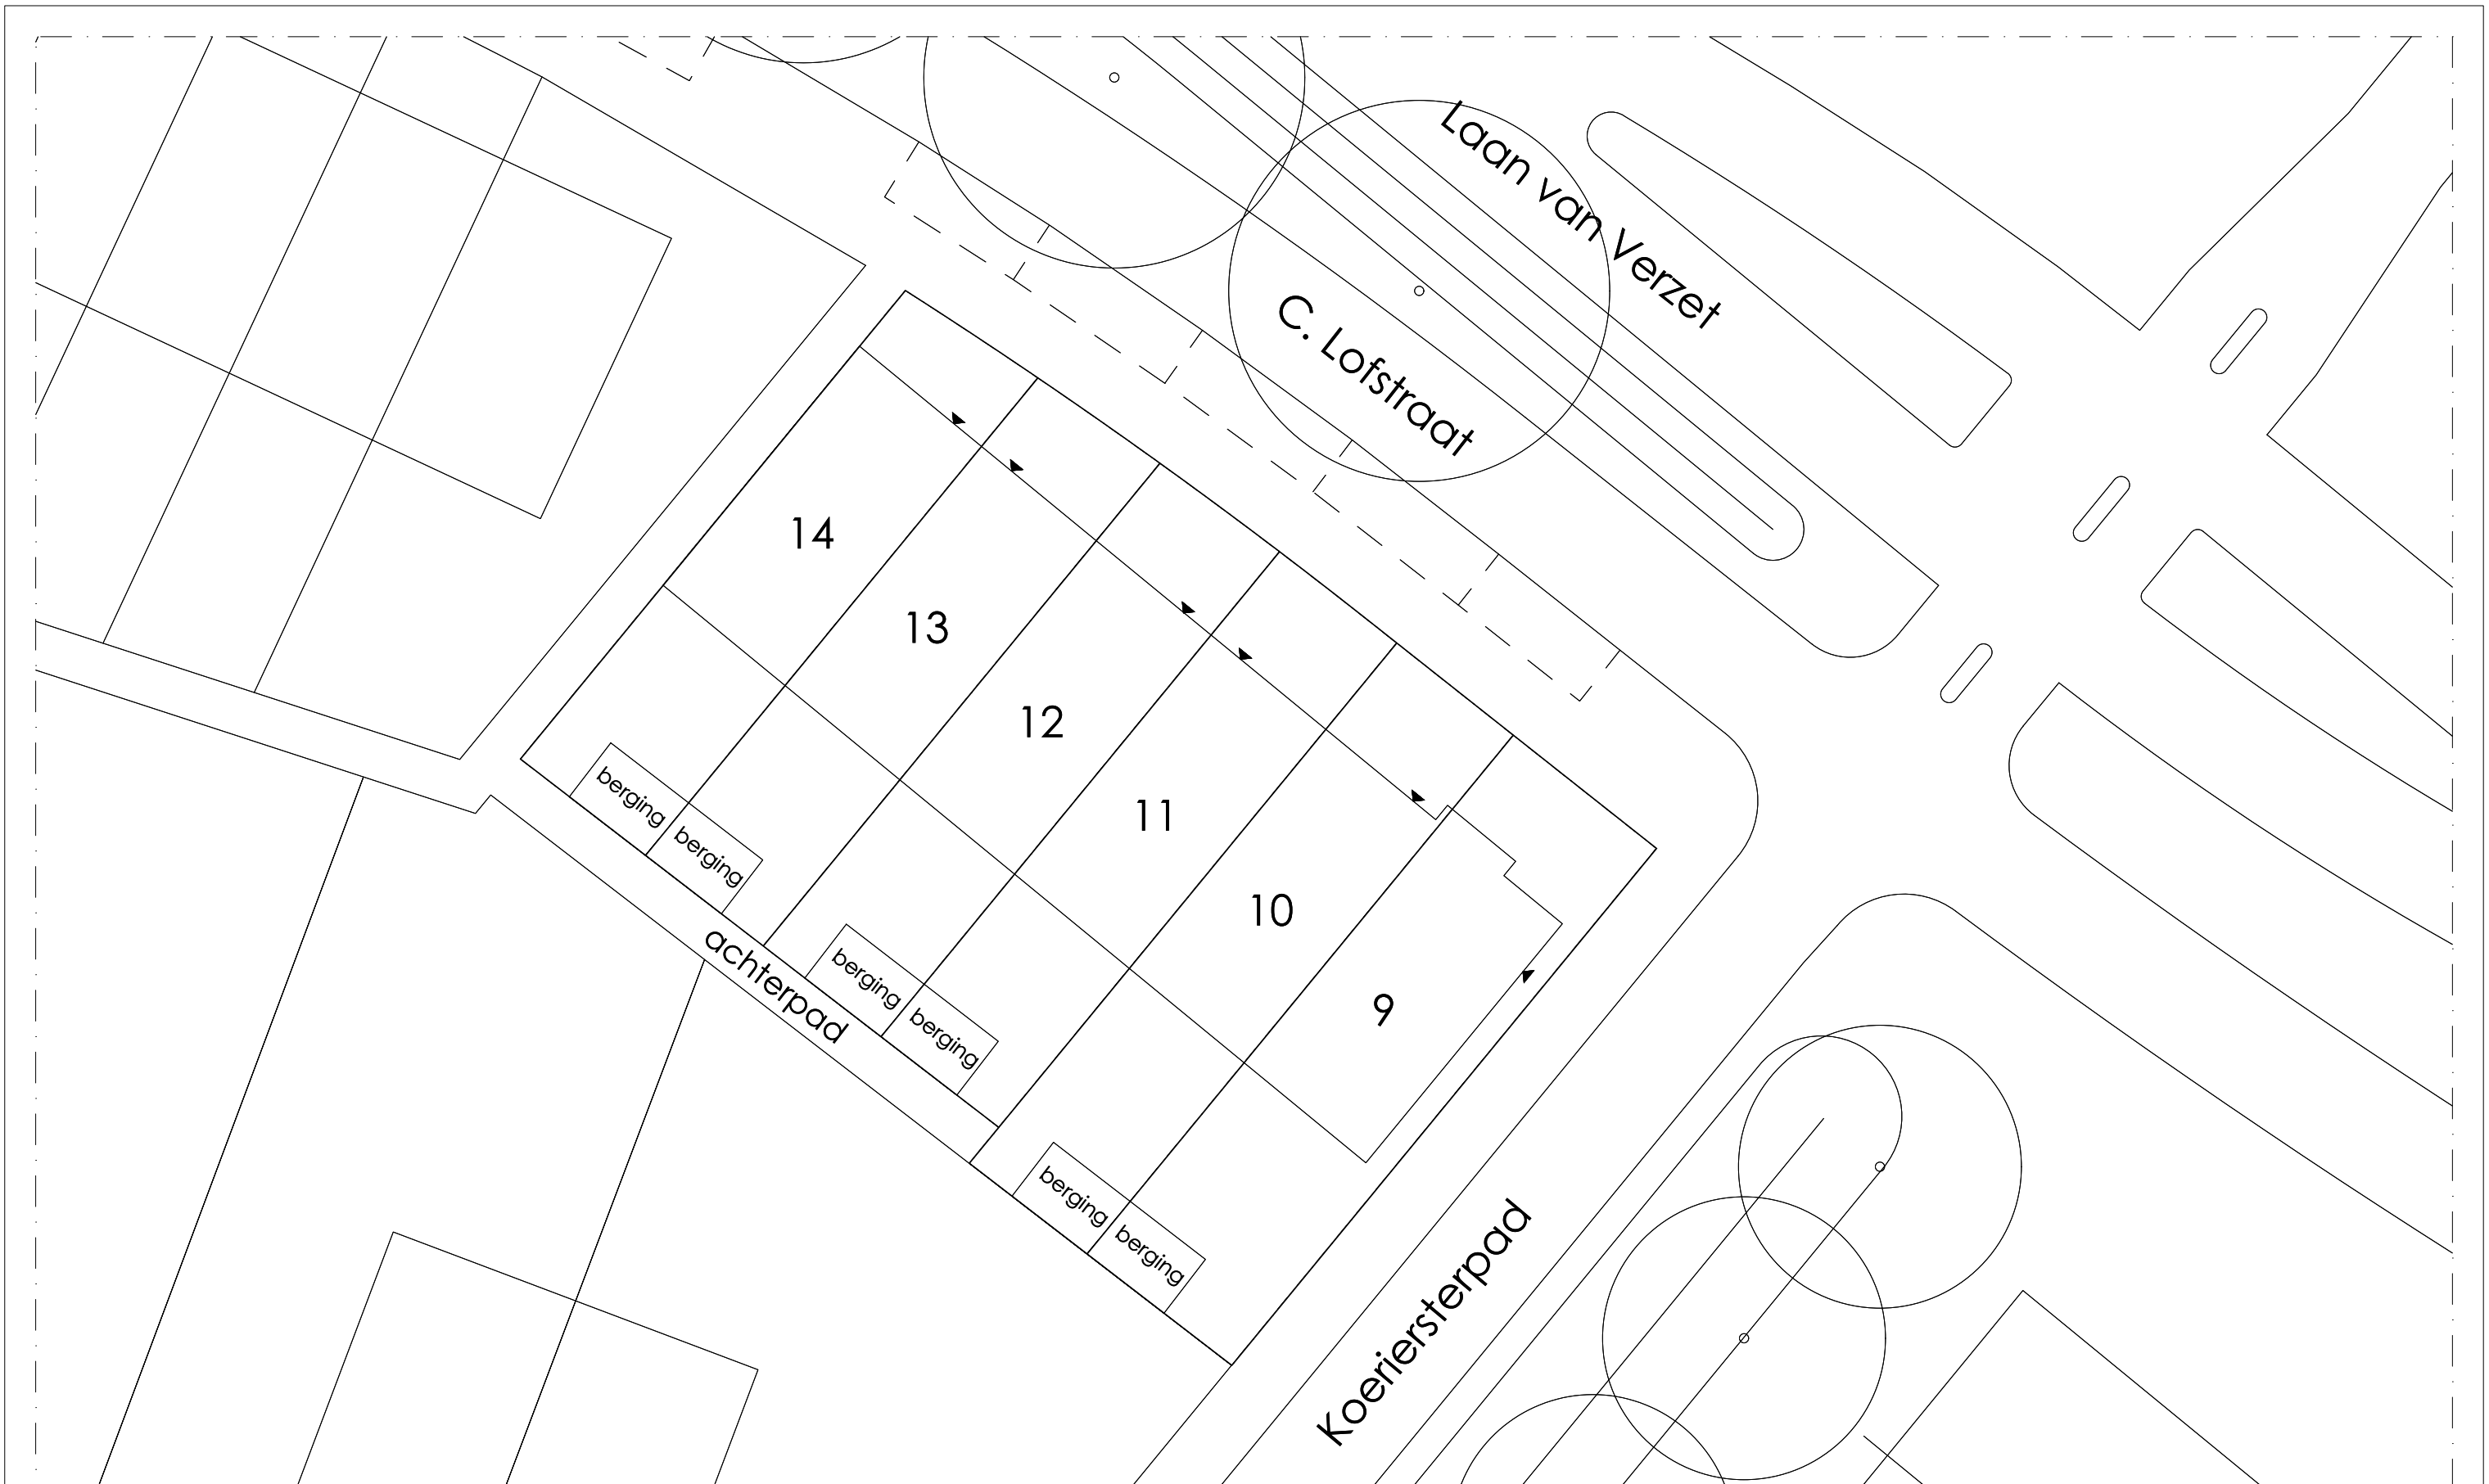 Laan van Verzet
C. Lofstraat
14
13
12
11
10
9
berging
berging
berging
berging
berging
berging
achterpad
Koeriersterpad